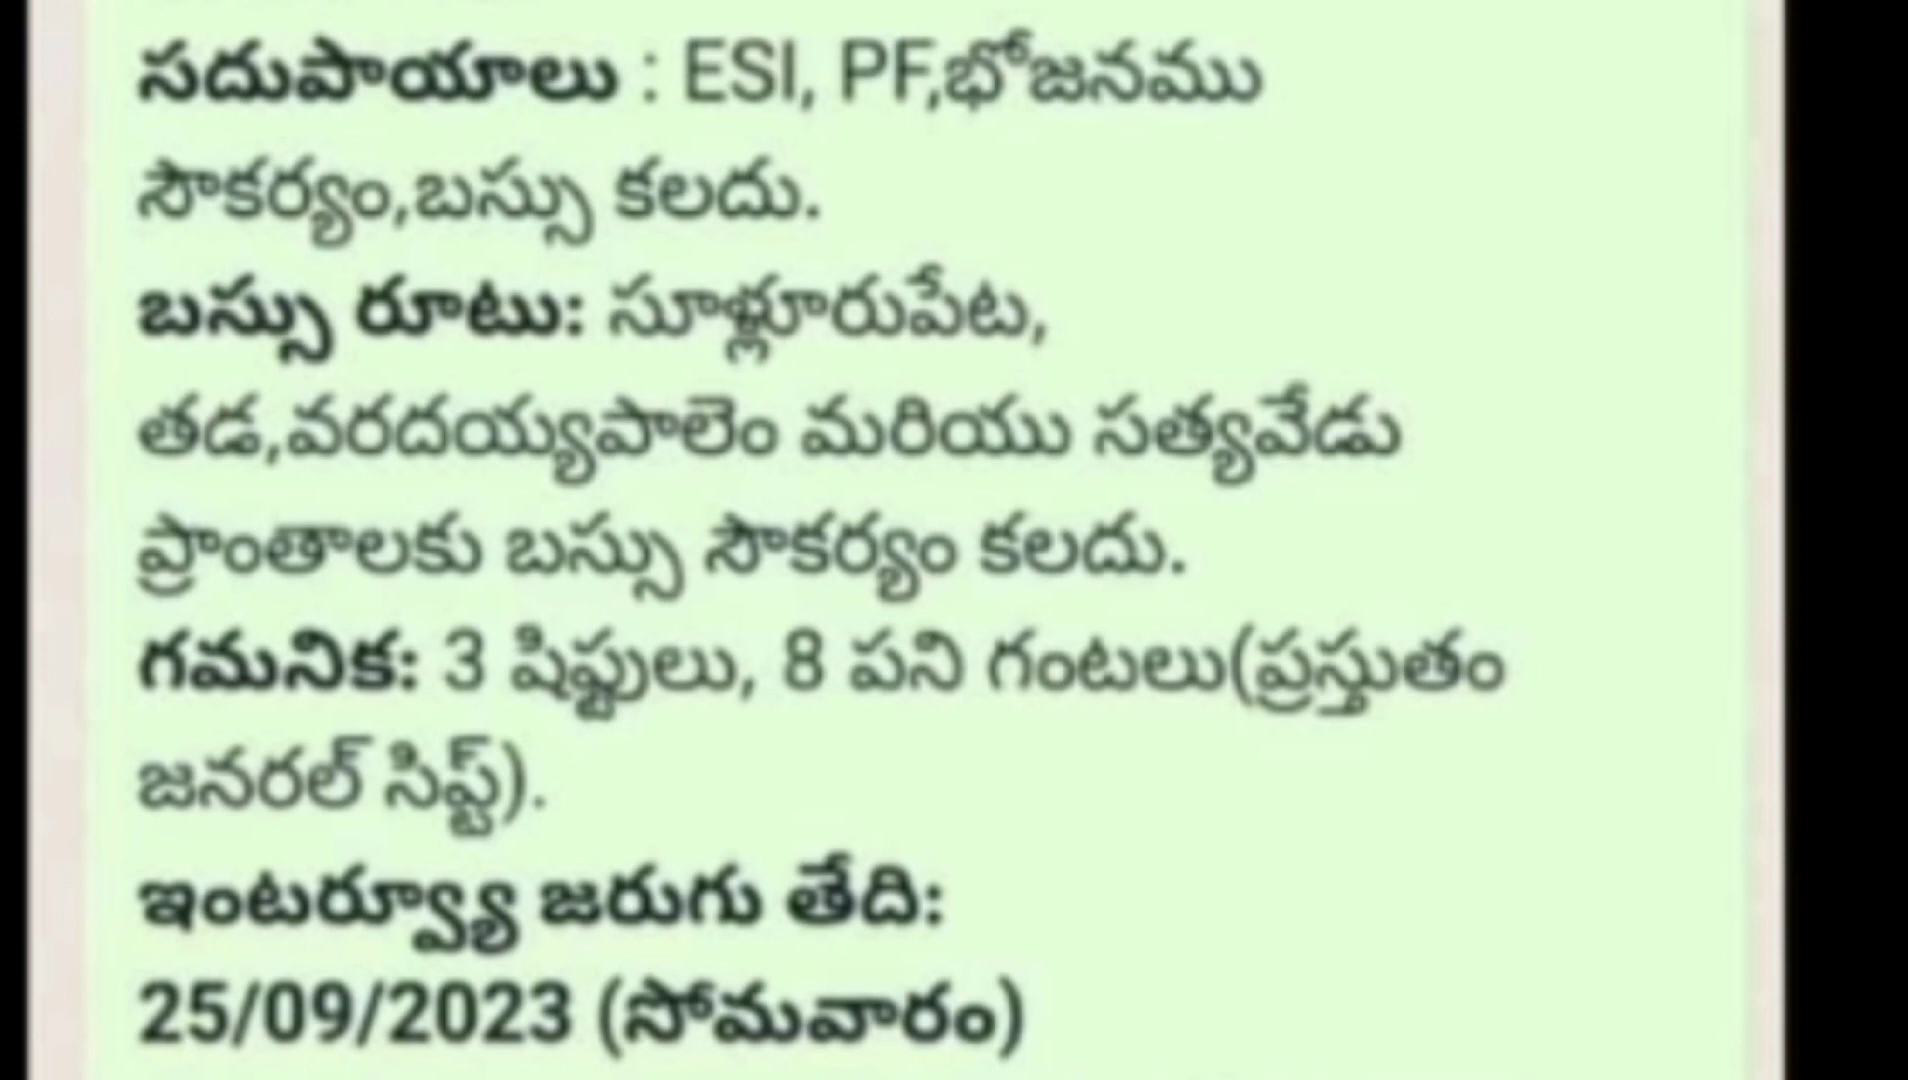 సదుపాయాలు : ESI, PF,భోజనము
సౌకర్యం,బస్సు కలదు.
బస్సు రూటు: సూళ్లూరుపేట,
తడ,వరదయ్యపాలెం మరియు సత్యవేడు
ప్రాంతాలకు బస్సు సౌకర్యం కలదు.
గమనిక: 3 షిఫ్టులు, 8 పని గంటలు(ప్రస్తుతం
జనరల్ సిఫ్ట్).
ఇంటర్వ్యూ జరుగు తేది:
25/09/2023 (సోమవారం)